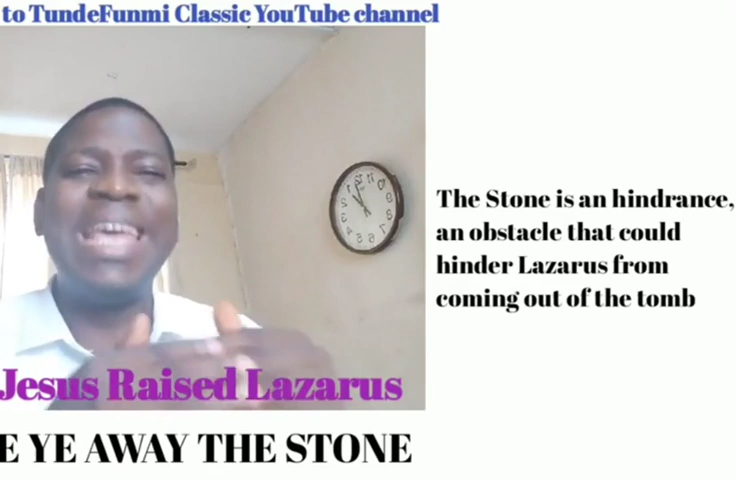 to TundeFunmi Classic YouTube channel
The Stone is an hindrance,
an obstacle that could
hinder Lazarus from
coming out of the tomb
Jesus Raised Lazarus
E YE AWAY THE STONE